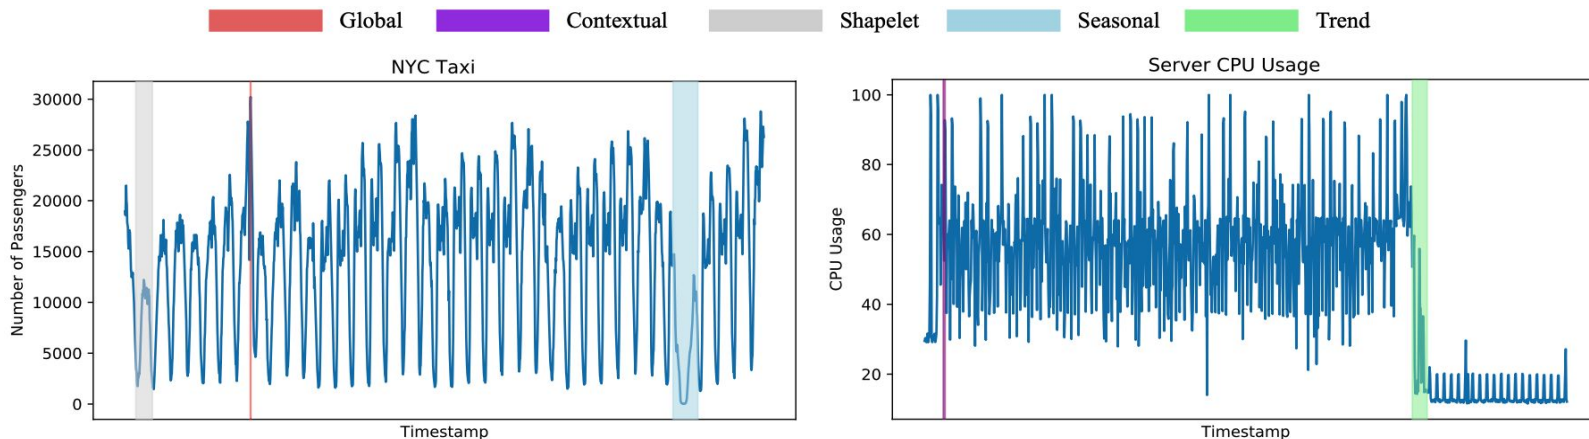 Global Contextual Shapelet Seasonal Trend
NYC Taxi
Number of Passengers
30000
25000
20000
15000
10000
5000
0
Timestamp
Server CPU Usage
CPU Usage
100
80
60
40
20
Timestamp